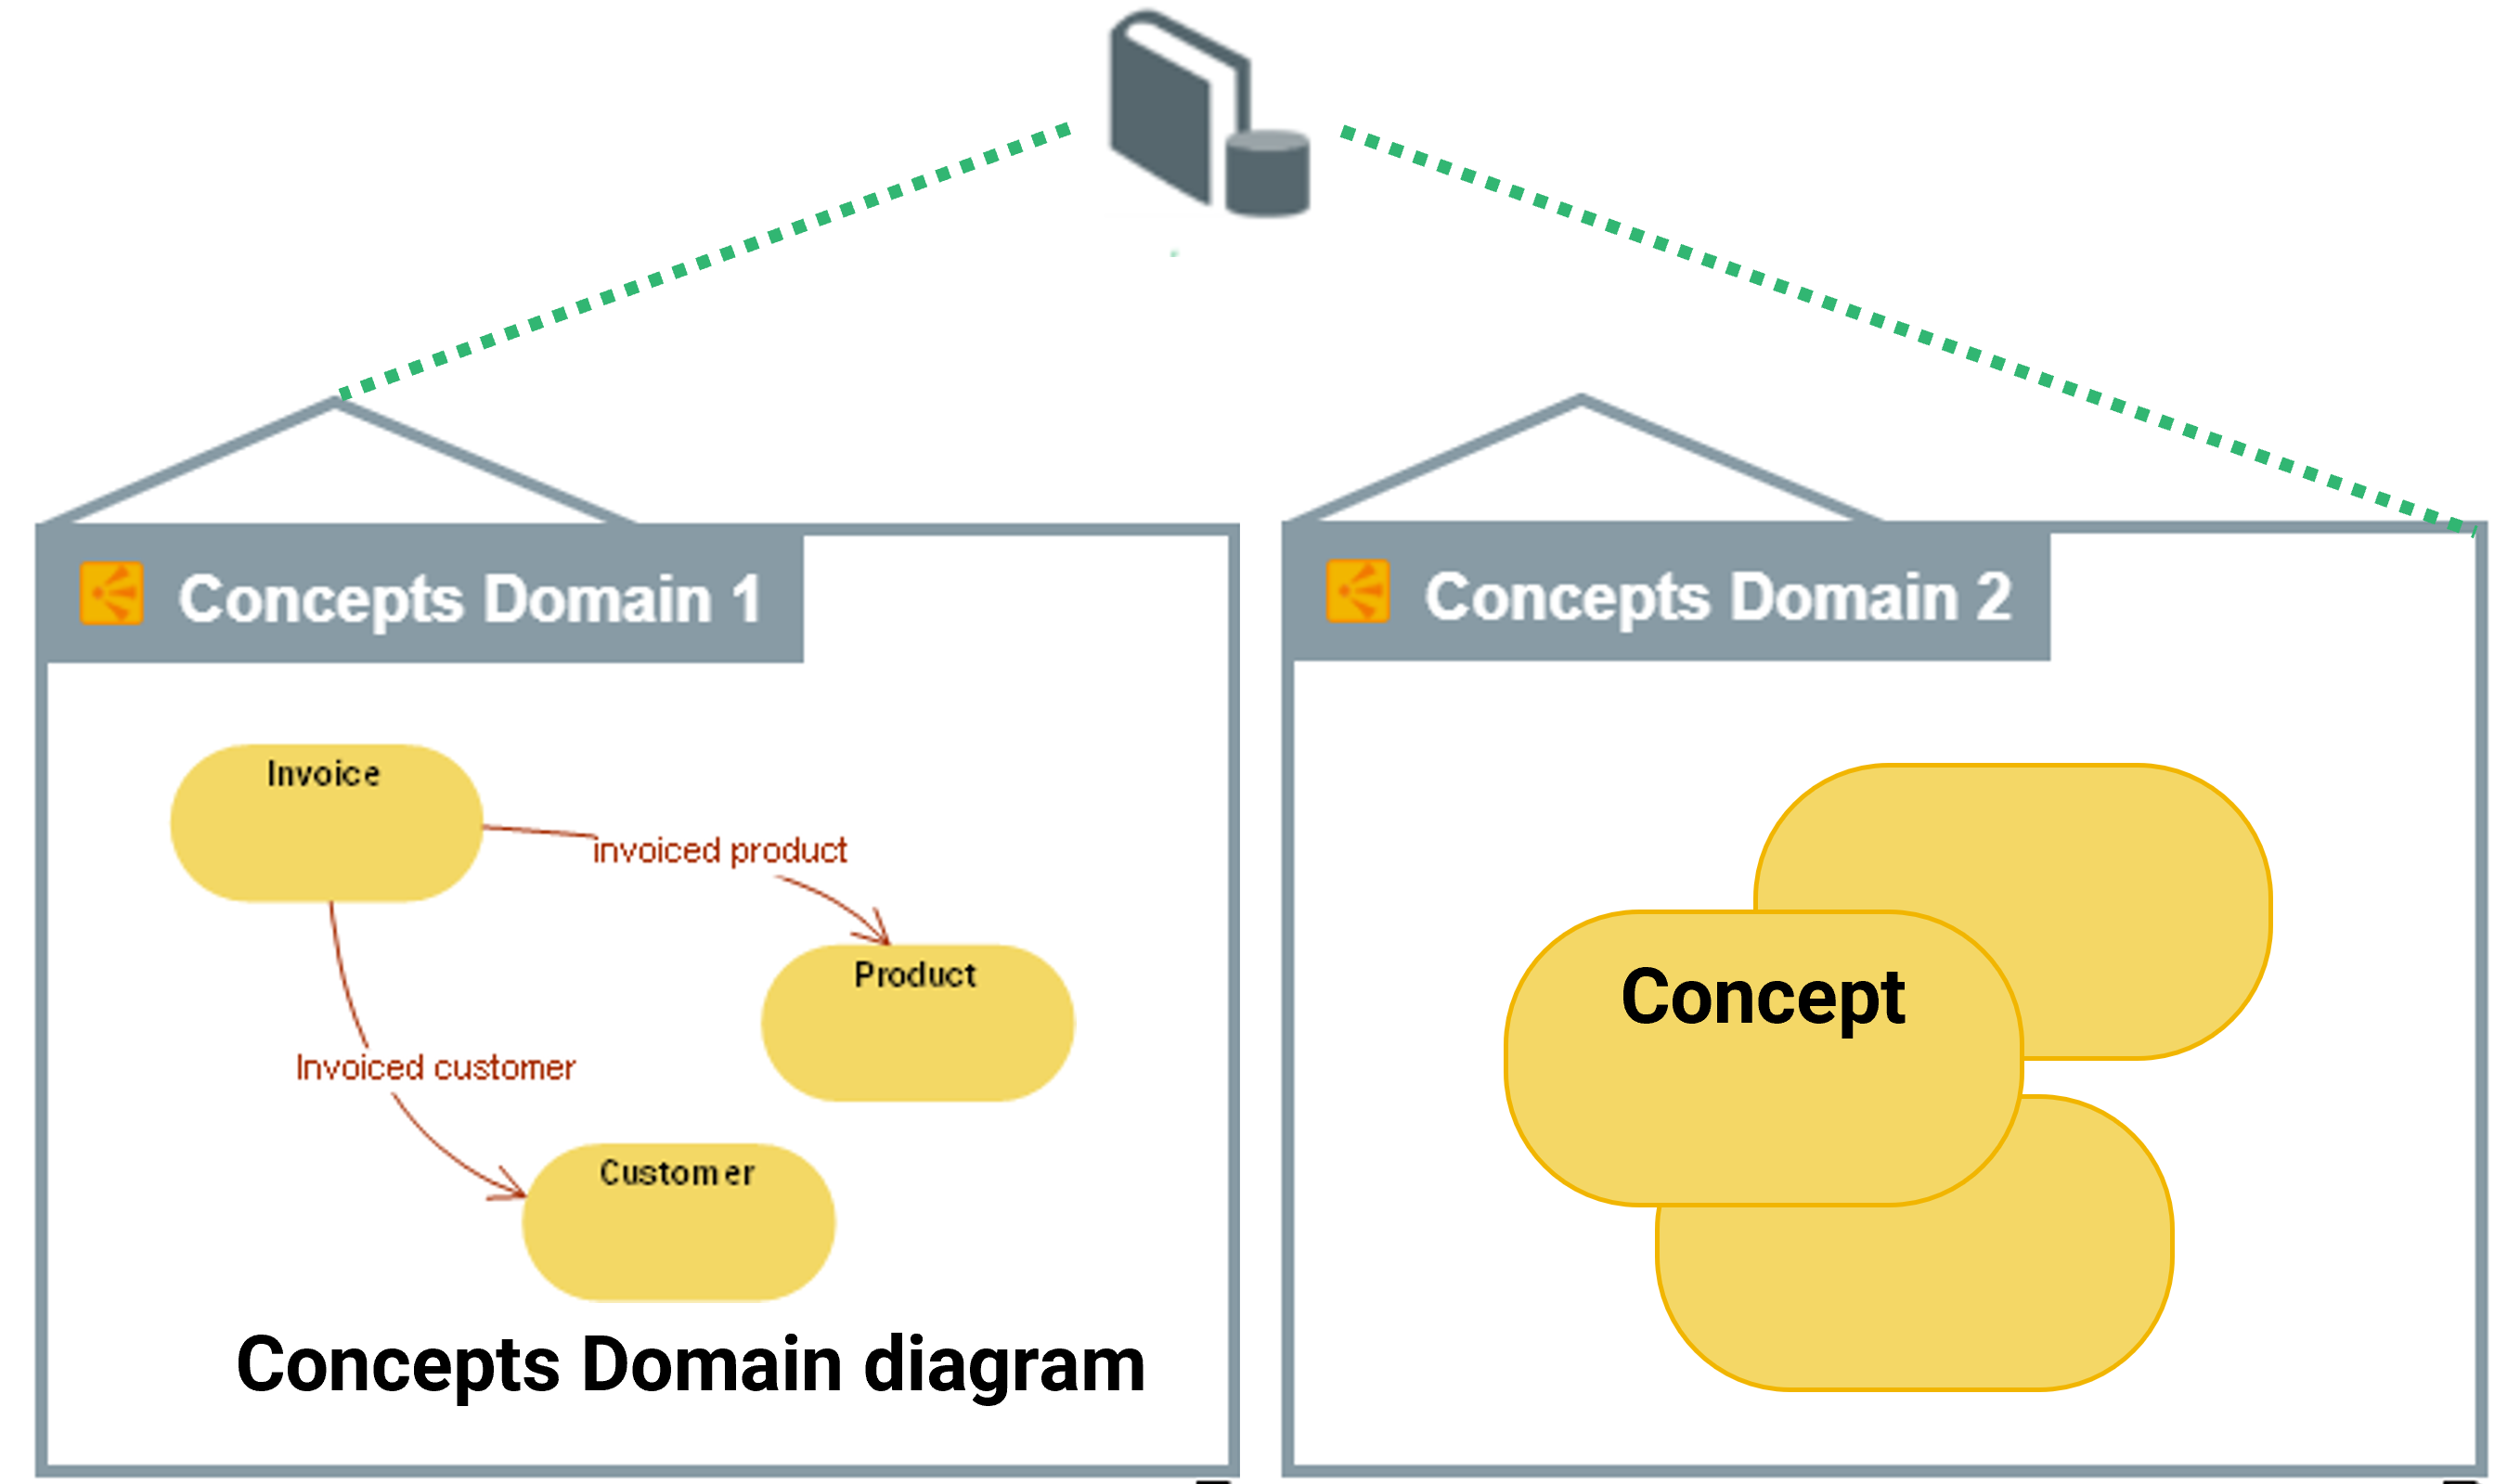 Concepts Domain 1
Invoice
invoiced product
Product
Invoiced customer
Customer
Concepts Domain diagram
Concepts Domain 2
Concept